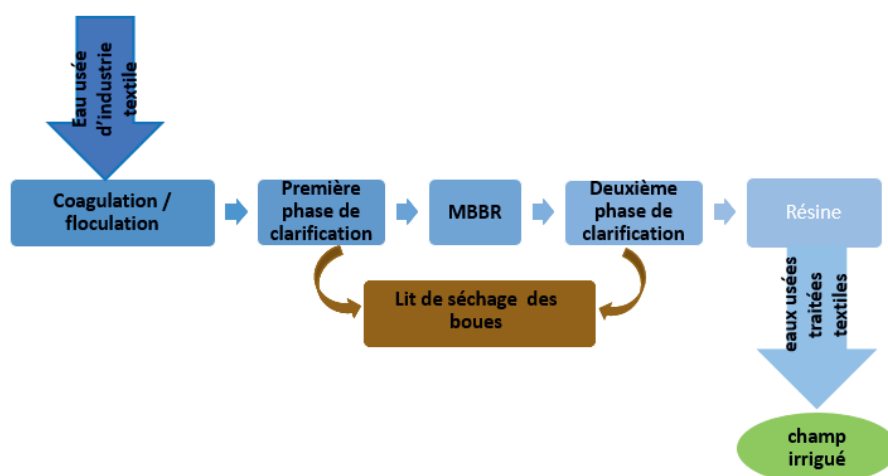 Eau usée
d'industrie
textile
Coagulation /
floculation
Première
phase de
clarification
MBBR
Deuxième
phase de
clarification
Résine
Lit de séchage des
boues
eaux usées
traitées
textiles
champ
irrigué